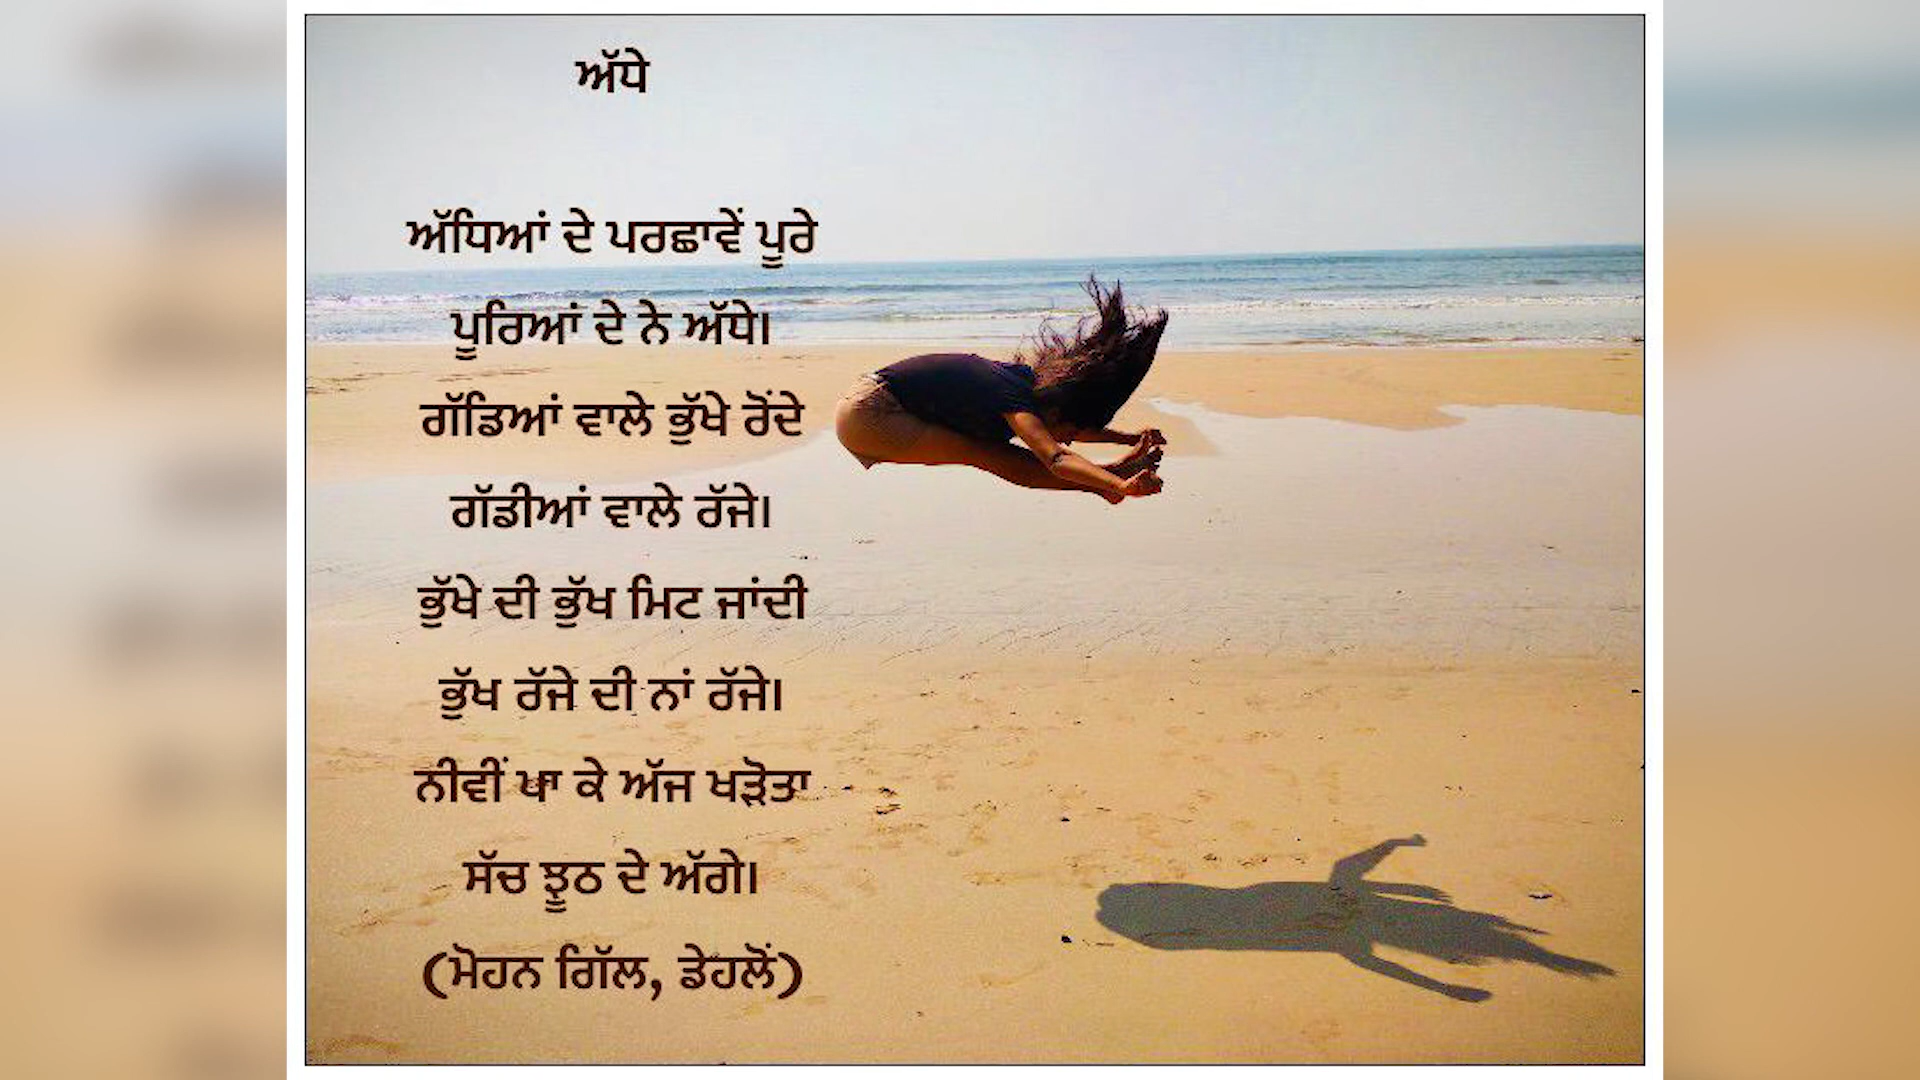 ਅੱਧੇ
ਅੱਧਿਆਂ ਦੇ ਪਰਛਾਵੇਂ ਪੂਰੇ
ਪੂਰਿਆਂ ਦੇ ਨੇ ਅੱਧੇ।
ਗੱਡਿਆਂ ਵਾਲੇ ਭੁੱਖੇ ਰੋਂਦੇ
ਗੱਡੀਆਂ ਵਾਲੇ ਰੱਜੇ।
ਭੁੱਖੇ ਦੀ ਭੁੱਖ ਮਿਟ ਜਾਂਦੀ
ਭੁੱਖ ਰੱਜੇ ਦੀ ਨਾਂ ਰੱਜੇ।
ਨੀਵੀਂ ਪਾ ਕੇ ਅੱਜ ਖੜੋਤਾ
ਸੱਚ ਝੂਠ ਦੇ ਅੱਗੇ।
(ਮੋਹਨ ਗਿੱਲ, ਡੇਹਲੋਂ)